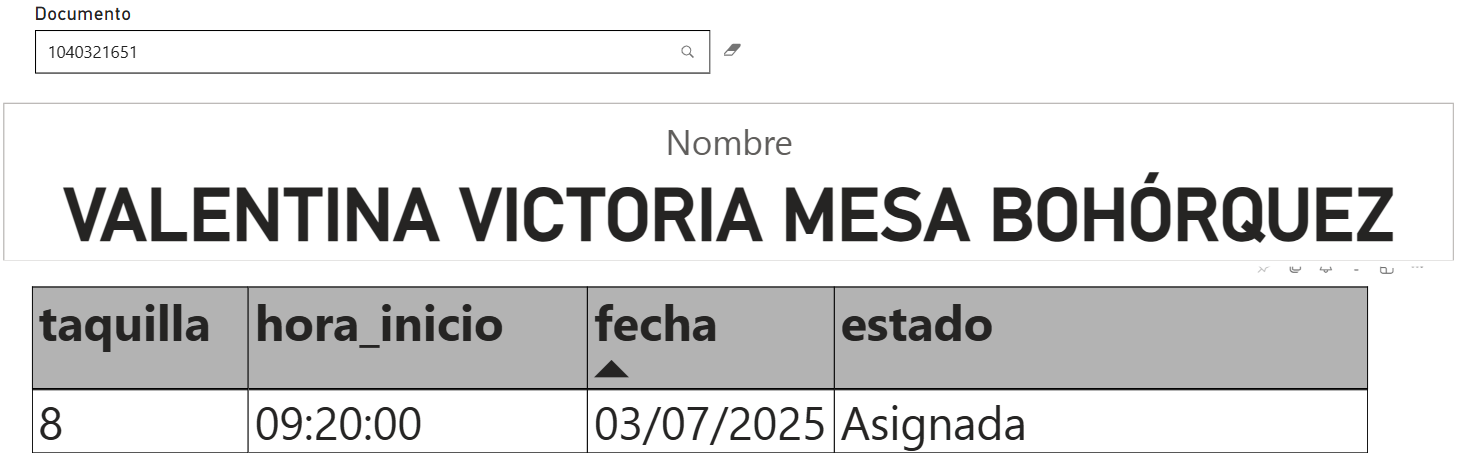 Documento
1040321651
Nombre
VALENTINA VICTORIA MESA BOHÓRQUEZ
taquilla hora_inicio fecha estado
8 09:20:00 03/07/2025 Asignada